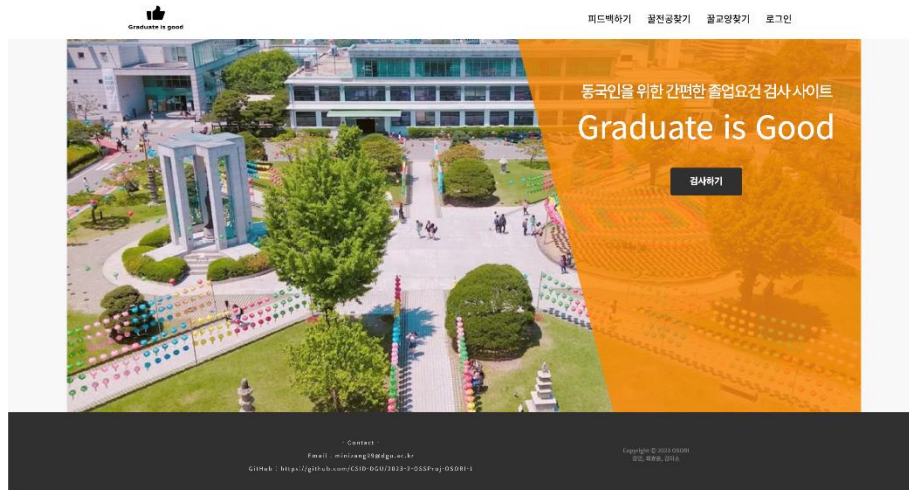 Graduate is good
피드백하기 꿀전공찾기 꿀교양찾기 로그인
동국인을 위한 간편한 졸업요건 검사 사이트
Graduate is Good
검사하기
- Contact -
Email : minizang29@dgu.ac.kr
GitHub : https://github.com/CSID-DGU/2023-2-OSSProj-OSORI-1
Copyright © 2023 OSORI